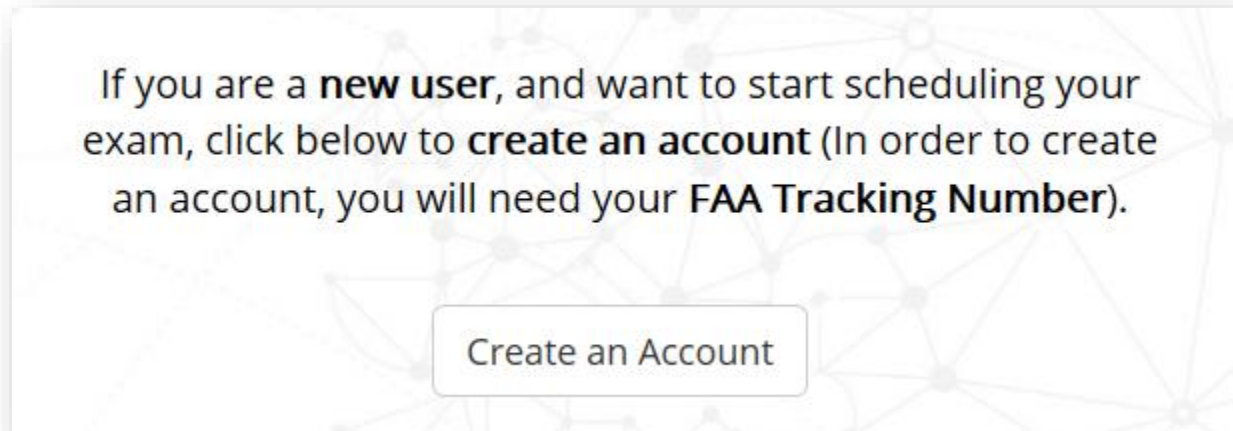 If you are a new user, and want to start scheduling your
exam, click below to create an account (In order to create
an account, you will need your FAA Tracking Number).
Create an Account